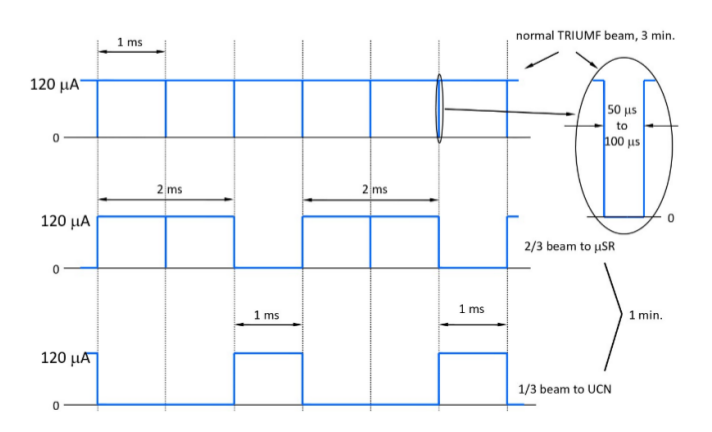 normal TRIUMF beam, 3 min.
1 ms
120 μA
50 μs
to
100 μs
0
2 ms
2 ms
120 μA
0
2/3 beam to μSR
0
1 ms
1 ms
1 min.
120 μA
1/3 beam to UCN
0